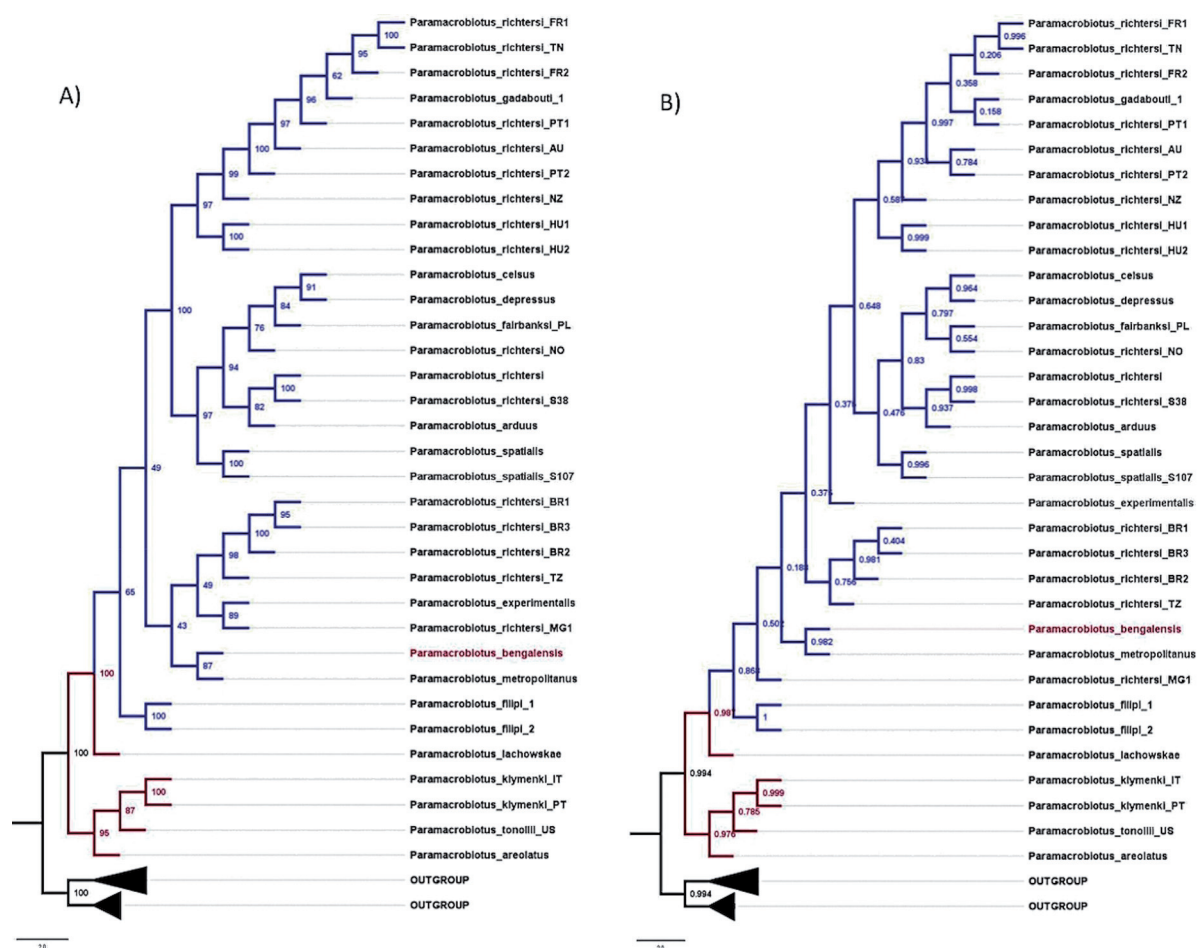 A)
Paramacrobiotus_richtersi_FR1
100
Paramacrobiotus_richtersi_TN
95
Paramacrobiotus_richtersi_FR2
62
Paramacrobiotus_gadabouti_1
96
Paramacrobiotus_richtersi_PT1
97
Paramacrobiotus_richtersi_AU
100
Paramacrobiotus_richtersi_PT2
99
Paramacrobiotus_richtersi_NZ
97
Paramacrobiotus_richtersi_HU1
100
Paramacrobiotus_richtersi_HU2
Paramacrobiotus_celsus
91
Paramacrobiotus_depressus
84
100
Paramacrobiotus_fairbanksi_PL
76
Paramacrobiotus_richtersi_NO
94
Paramacrobiotus_richtersi
100
Paramacrobiotus_richtersi_S38
82
97
Paramacrobiotus_arduus
Paramacrobiotus_spatialis
100
49
Paramacrobiotus_spatialis_S107
Paramacrobiotus_richtersi_BR1
95
Paramacrobiotus_richtersi_BR3
100
Paramacrobiotus_richtersi_BR2
98
Paramacrobiotus_richtersi_TZ
49
65
Paramacrobiotus_experimentalis
89
43
Paramacrobiotus_richtersi_MG1
Paramacrobiotus_bengalensis
87
100
Paramacrobiotus_metropolitanus
Paramacrobiotus_filipi_1
100
Paramacrobiotus_filipi_2
100
Paramacrobiotus_lachowskae
Paramacrobiotus_klymenki_IT
100
Paramacrobiotus_klymenki_PT
87
Paramacrobiotus_tonollii_US
95
Paramacrobiotus_areolatus
OUTGROUP
100
OUTGROUP
B)
Paramacrobiotus_richtersi_FR1
0.996
Paramacrobiotus_richtersi_TN
0.206
Paramacrobiotus_richtersi_FR2
0.358
Paramacrobiotus_gadabouti_1
0.158
0.997
Paramacrobiotus_richtersi_PT1
Paramacrobiotus_richtersi_AU
0.784
Paramacrobiotus_richtersi_PT2
Paramacrobiotus_richtersi_NZ
Paramacrobiotus_richtersi_HU1
0.999
Paramacrobiotus_richtersi_HU2
Paramacrobiotus_celsus
0.964
Paramacrobiotus_depressus
0.648
0.797
Paramacrobiotus_fairbanksi_PL
0.554
Paramacrobiotus_richtersi_NO
0.83
Paramacrobiotus_richtersi
0.998
Paramacrobiotus_richtersi_S38
0.937
0.476
Paramacrobiotus_arduus
Paramacrobiotus_spatialis
0.996
Paramacrobiotus_spatialis_S107
Paramacrobiotus_experimentalis
Paramacrobiotus_richtersi_BR1
0.404
Paramacrobiotus_richtersi_BR3
0.981
Paramacrobiotus_richtersi_BR2
0.756
Paramacrobiotus_richtersi_TZ
Paramacrobiotus_bengalensis
0.982
Paramacrobiotus_metropolitanus
Paramacrobiotus_richtersi_MG1
Paramacrobiotus_filipi_1
1
Paramacrobiotus_filipi_2
Paramacrobiotus_lachowskae
0.994
Paramacrobiotus_klymenki_IT
0.999
Paramacrobiotus_klymenki_PT
0.785
Paramacrobiotus_tonollii_US
0.976
Paramacrobiotus_areolatus
OUTGROUP
0.994
OUTGROUP